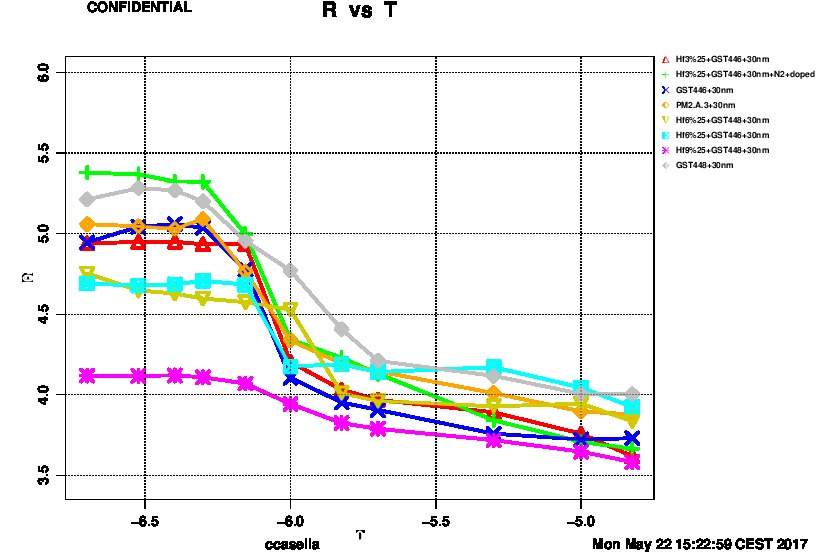 CONFIDENTIAL
R vs T
Hf3%25+GST446+30nm
Hf3%25+GST446+30nm+N2+doped
GST446+30nm
PM2.A.3+30nm
Hf6%25+GST448+30nm
Hf6%25+GST446+30nm
Hf9%25+GST448+30nm
GST448+30nm
6.0
5.5
5.0
4.5
4.0
3.5
R
−6.5 −6.0 −5.5 −5.0
T
ccasella
Mon May 22 15:22:59 CEST 2017